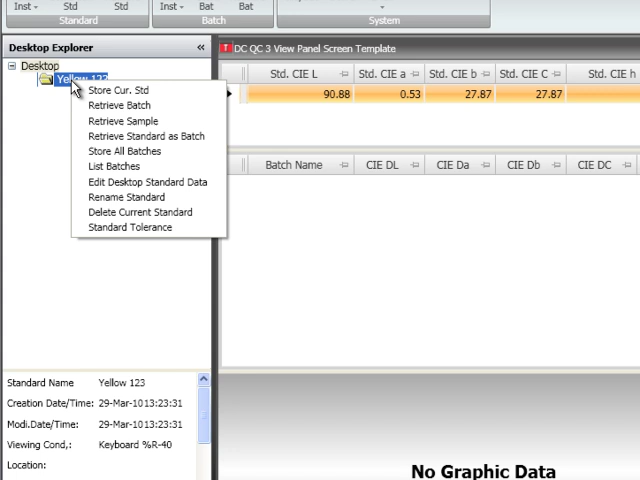 Inst Std Std Inst Bat Bat
Standard Batch System
Desktop Explorer «
DC QC 3 View Panel Screen Template
Desktop
Yellow 123
Std. CIE L Std. CIE a Std. CIE b Std. CIE C Std. CIE h
90.88 0.53 27.87 27.87
Store Cur. Std
Retrieve Batch
Retrieve Sample
Retrieve Standard as Batch
Store All Batches
List Batches
Edit Desktop Standard Data
Rename Standard
Delete Current Standard
Standard Tolerance
Batch Name CIE DL CIE Da CIE Db CIE DC
Standard Name Yellow 123
Creation Date/Time: 29-Mar-10 13:23:31
Modi.Date/Time: 29-Mar-10 13:23:31
Viewing Cond,: Keyboard %R-40
Location:
No Graphic Data